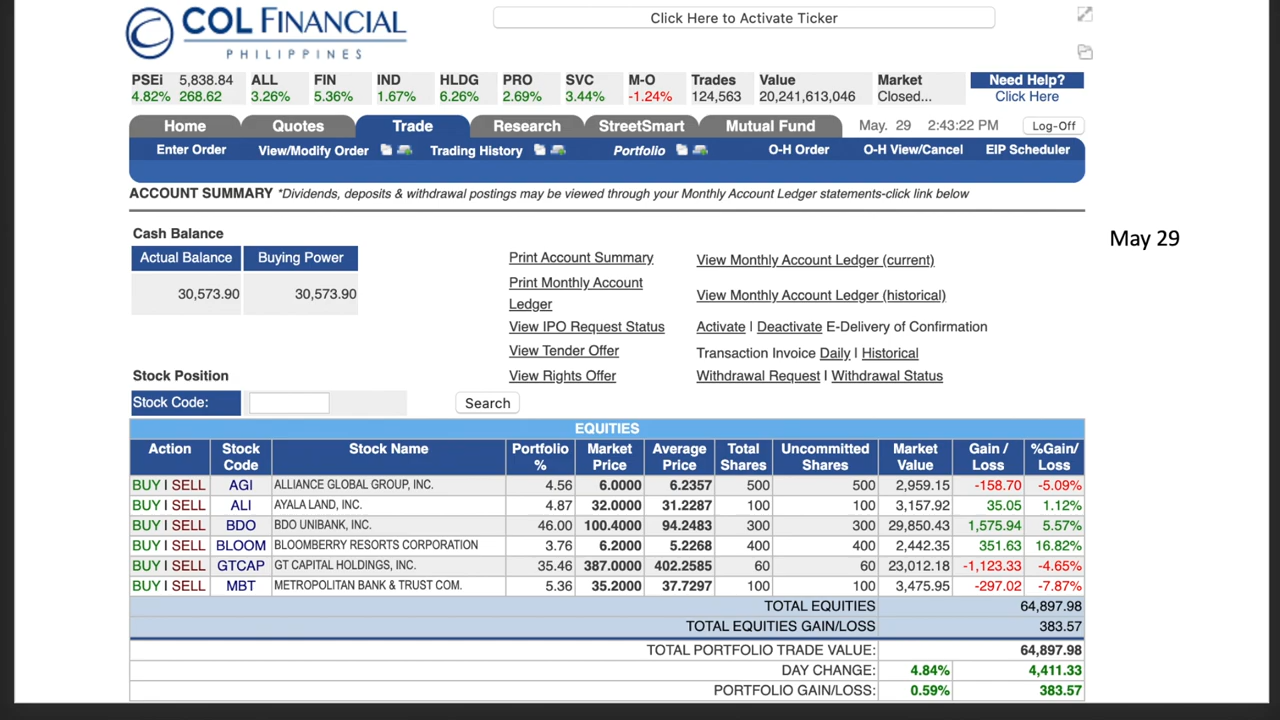 COL FINANCIAL
PHILIPPINES
Click Here to Activate Ticker
PSEi 5,838.84 ALL FIN IND HLDG PRO SVC M-O Trades Value Market Need Help?
4.82% 268.62 3.26% 5.36% 1.67% 6.26% 2.69% 3.44% -1.24% 124,563 20,241,613,046 Closed... Click Here
Home Quotes Trade Research StreetSmart Mutual Fund May. 29 2:43:22 PM Log-Off
Enter Order View/Modify Order Trading History Portfolio O-H Order O-H View/Cancel EIP Scheduler
ACCOUNT SUMMARY *Dividends, deposits & withdrawal postings may be viewed through your Monthly Account Ledger statements-click link below
May 29
Cash Balance
Actual Balance Buying Power
30,573.90 30,573.90
Print Account Summary View Monthly Account Ledger (current)
Print Monthly Account
Ledger
View Monthly Account Ledger (historical)
View IPO Request Status Activate | Deactivate E-Delivery of Confirmation
View Tender Offer Transaction Invoice Daily | Historical
View Rights Offer Withdrawal Request | Withdrawal Status
Stock Position
Stock Code: Search
EQUITIES
Action Stock Stock Name Portfolio Market Average Total Uncommitted Market Gain / %Gain/
Code % Price Price Shares Shares Value Loss Loss
BUY | SELL AGI ALLIANCE GLOBAL GROUP, INC. 4.56 6.0000 6.2357 500 500 2,959.15 -158.70 -5.09%
BUY | SELL ALI AYALA LAND, INC. 4.87 32.0000 31.2287 100 100 3,157.92 35.05 1.12%
BUY | SELL BDO BDO UNIBANK, INC. 46.00 100.4000 94.2483 300 300 29,850.43 1,575.94 5.57%
BUY | SELL BLOOM BLOOMBERRY RESORTS CORPORATION 3.76 6.2000 5.2268 400 400 2,442.35 351.63 16.82%
BUY | SELL GTCAP GT CAPITAL HOLDINGS, INC. 35.46 387.0000 402.2585 60 60 23,012.18 -1,123.33 -4.65%
BUY | SELL MBT METROPOLITAN BANK & TRUST COM. 5.36 35.2000 37.7297 100 100 3,475.95 -297.02 -7.87%
TOTAL EQUITIES 64,897.98
TOTAL EQUITIES GAIN/LOSS 383.57
TOTAL PORTFOLIO TRADE VALUE: 64,897.98
DAY CHANGE: 4.84% 4,411.33
PORTFOLIO GAIN/LOSS: 0.59% 383.57